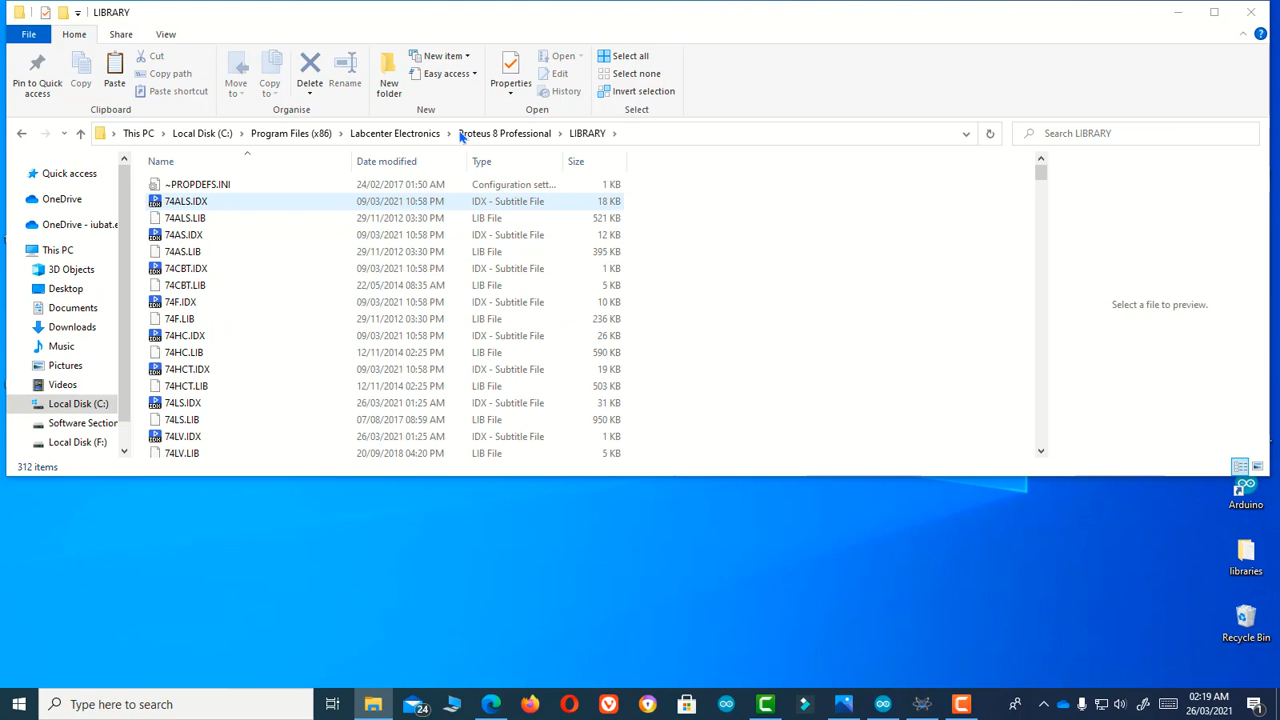 LIBRARY
File Home Share View
Pin to Quick access
Copy
Paste
Cut
Copy path
Paste shortcut
Clipboard
Move to
Copy to
Delete
Rename
Organise
New folder
New item
Easy access
New
Properties
Open
Edit
History
Open
Select all
Select none
Invert selection
Select
This PC > Local Disk (C:) > Program Files (x86) > Labcenter Electronics > Proteus 8 Professional > LIBRARY >
Search LIBRARY
Quick access
OneDrive
OneDrive - iubat.e
This PC
3D Objects
Desktop
Documents
Downloads
Music
Pictures
Videos
Local Disk (C:)
Software Section
Local Disk (F:)
Name Date modified Type Size
~PROPDEFS.INI 24/02/2017 01:50 AM Configuration sett... 1 KB
74ALS.IDX 09/03/2021 10:58 PM IDX - Subtitle File 18 KB
74ALS.LIB 29/11/2012 03:30 PM LIB File 521 KB
74AS.IDX 09/03/2021 10:58 PM IDX - Subtitle File 12 KB
74AS.LIB 29/11/2012 03:30 PM LIB File 395 KB
74CBT.IDX 09/03/2021 10:58 PM IDX - Subtitle File 1 KB
74CBT.LIB 22/05/2014 08:35 AM LIB File 5 KB
74F.IDX 09/03/2021 10:58 PM IDX - Subtitle File 10 KB
74F.LIB 29/11/2012 03:30 PM LIB File 236 KB
74HC.IDX 09/03/2021 10:58 PM IDX - Subtitle File 26 KB
74HC.LIB 12/11/2014 02:25 PM LIB File 590 KB
74HCT.IDX 09/03/2021 10:58 PM IDX - Subtitle File 19 KB
74HCT.LIB 12/11/2014 02:25 PM LIB File 503 KB
74LS.IDX 26/03/2021 01:25 AM IDX - Subtitle File 31 KB
74LS.LIB 07/08/2017 08:59 AM LIB File 950 KB
74LV.IDX 26/03/2021 01:25 AM IDX - Subtitle File 1 KB
74LV.LIB 20/09/2018 04:20 PM LIB File 5 KB
Select a file to preview.
312 items
Arduino
libraries
Recycle Bin
Type here to search
24
02:19 AM
26/03/2021
1